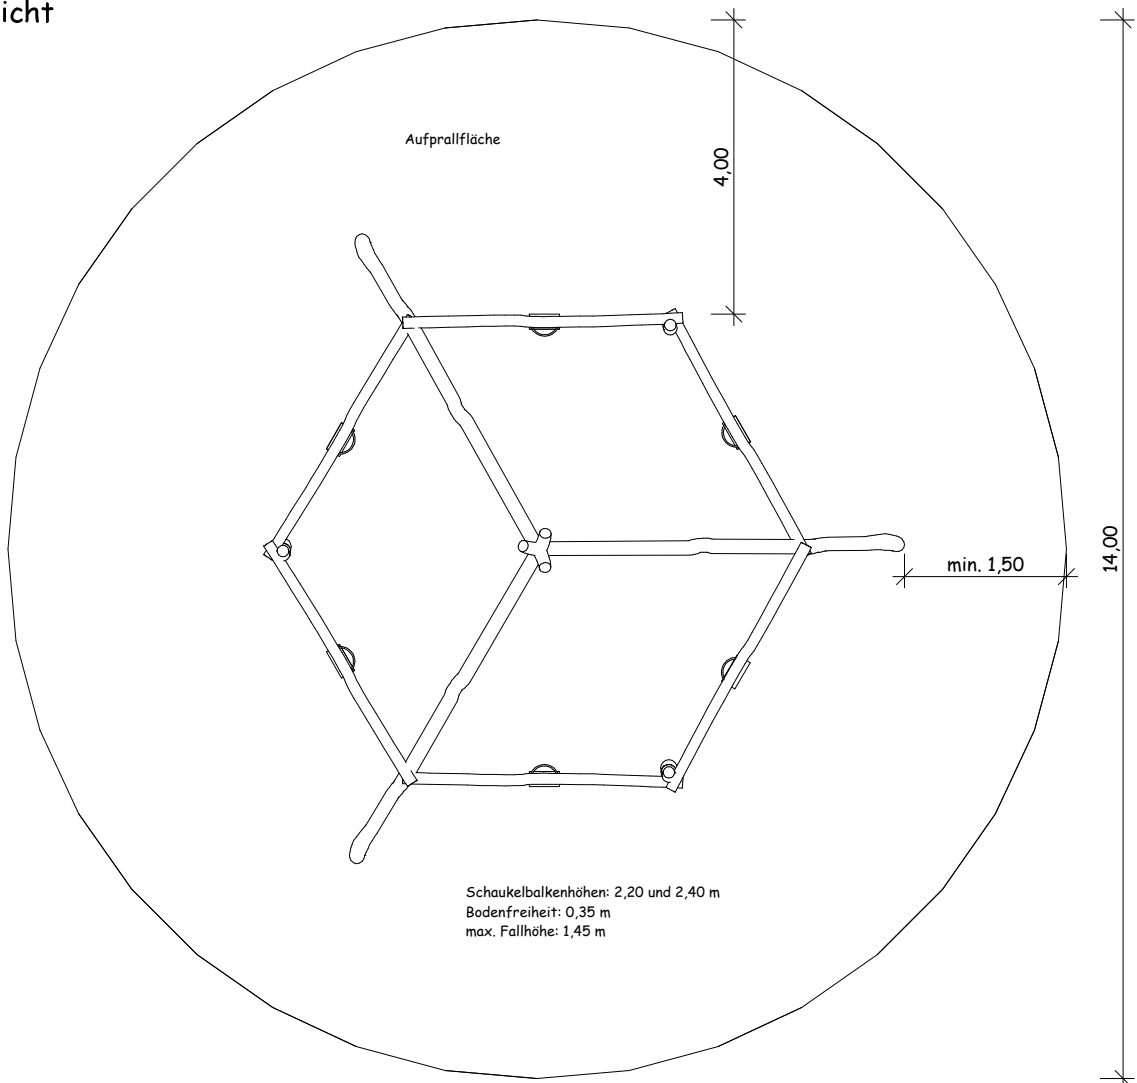 icht
Aufprallfläche
4,00
min. 1,50
14,00
Schaukelbalkenhöhen: 2,20 und 2,40 m
Bodenfreiheit: 0,35 m
max. Fallhöhe: 1,45 m